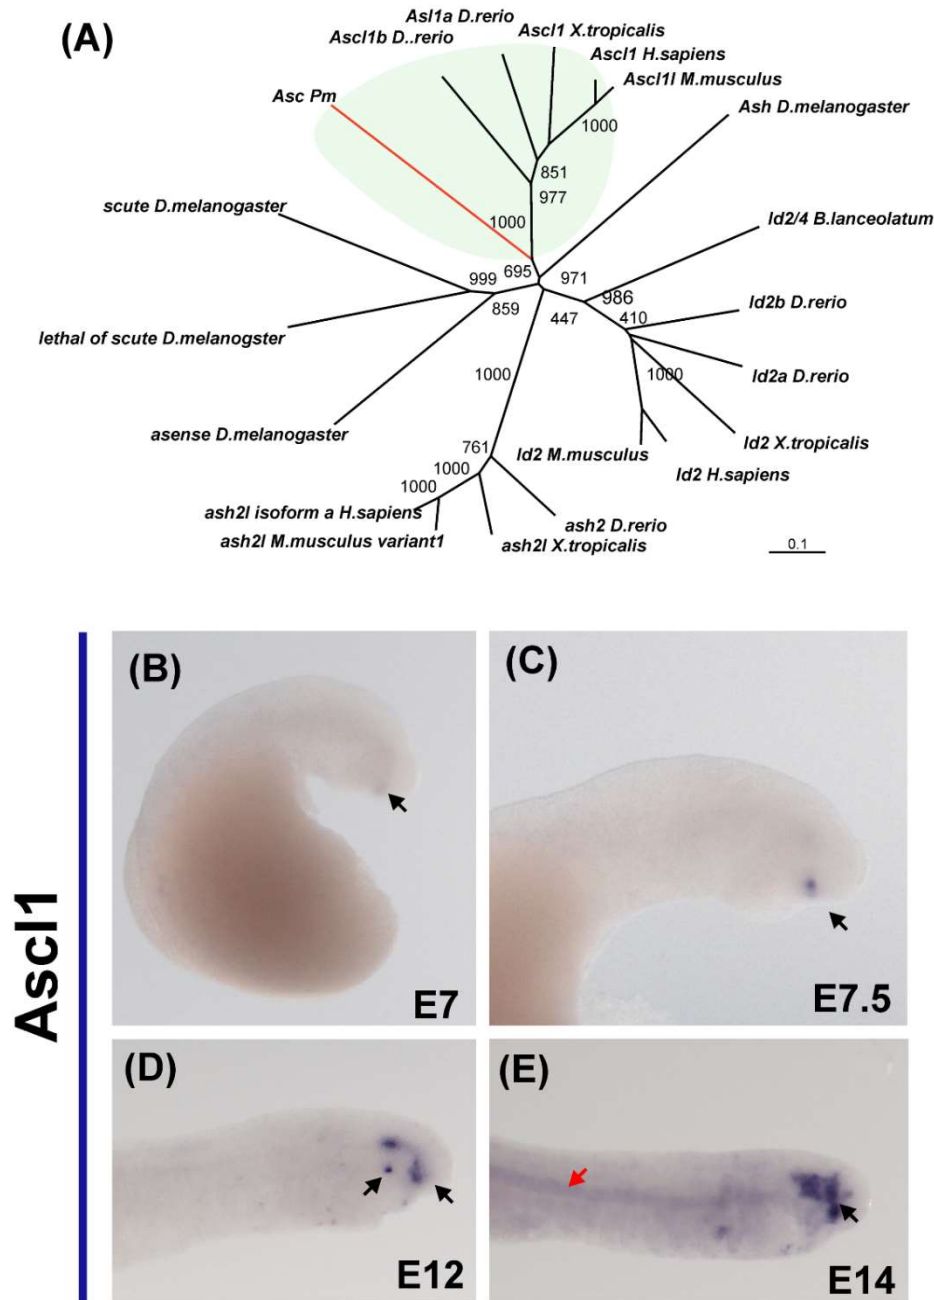 (A)
Asl1a D.rerio
Ascl1b D..rerio
Ascl1 X.tropicalis
Ascl1 H.sapiens
Ascl1l M.musculus
Asc Pm
Ash D.melanogaster
1000
851
977
scute D.melanogaster
1000
Id2/4 B.lanceolatum
999
695
971
986
Id2b D.rerio
859
447
410
lethal of scute D.melanogster
1000
1000
Id2a D.rerio
asense D.melanogaster
Id2 X.tropicalis
761
Id2 M.musculus
1000
Id2 H.sapiens
1000
ash2l isoform a H.sapiens
ash2 D.rerio
ash2l M.musculus variant1
ash2l X.tropicalis
0.1
Ascl1
(B)
E7
(C)
E7.5
(D)
E12
(E)
E14